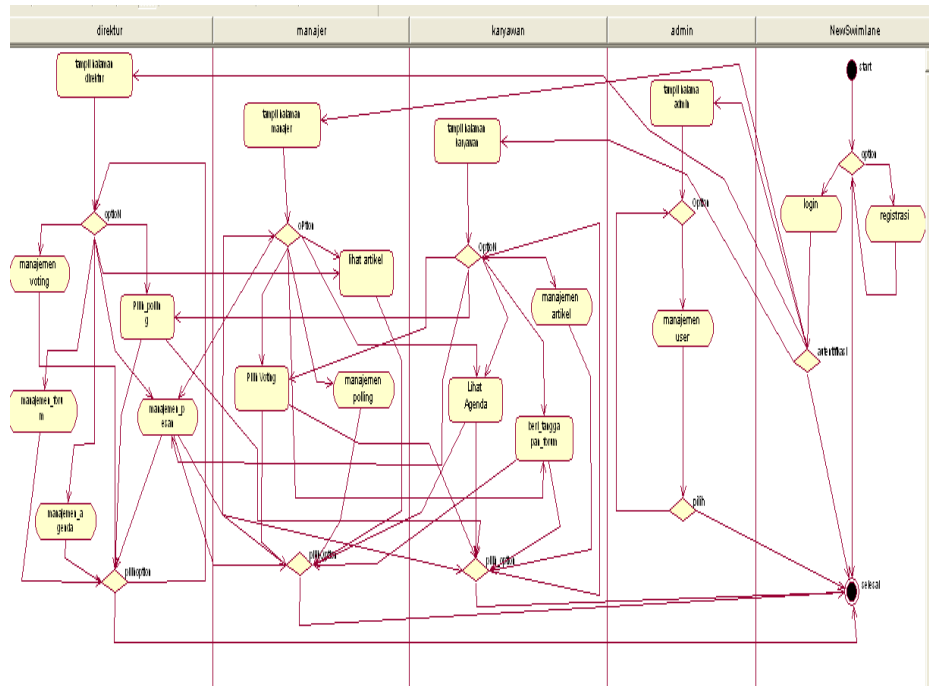 direktur
manajer
karyawan
admin
NewSwimlane
tampil halaman
direktur
tampil halaman
manajer
tampil halaman
karyawan
tampil halama
admin
start
option
login
registrasi
optioN
oPtion
OptioN
Option
manajemen
voting
Pilih_pollin
g
lihat artikel
manajemen
artikel
manajemen
user
autentifikasi
manajemen_foru
m
manajemen_p
esan
Pilih Voting
manajemen
polling
Lihat
Agenda
beri_tangga
pan_forum
manajemen_a
genda
pilih
pilihoption
pilih option
pilih_option
selesai